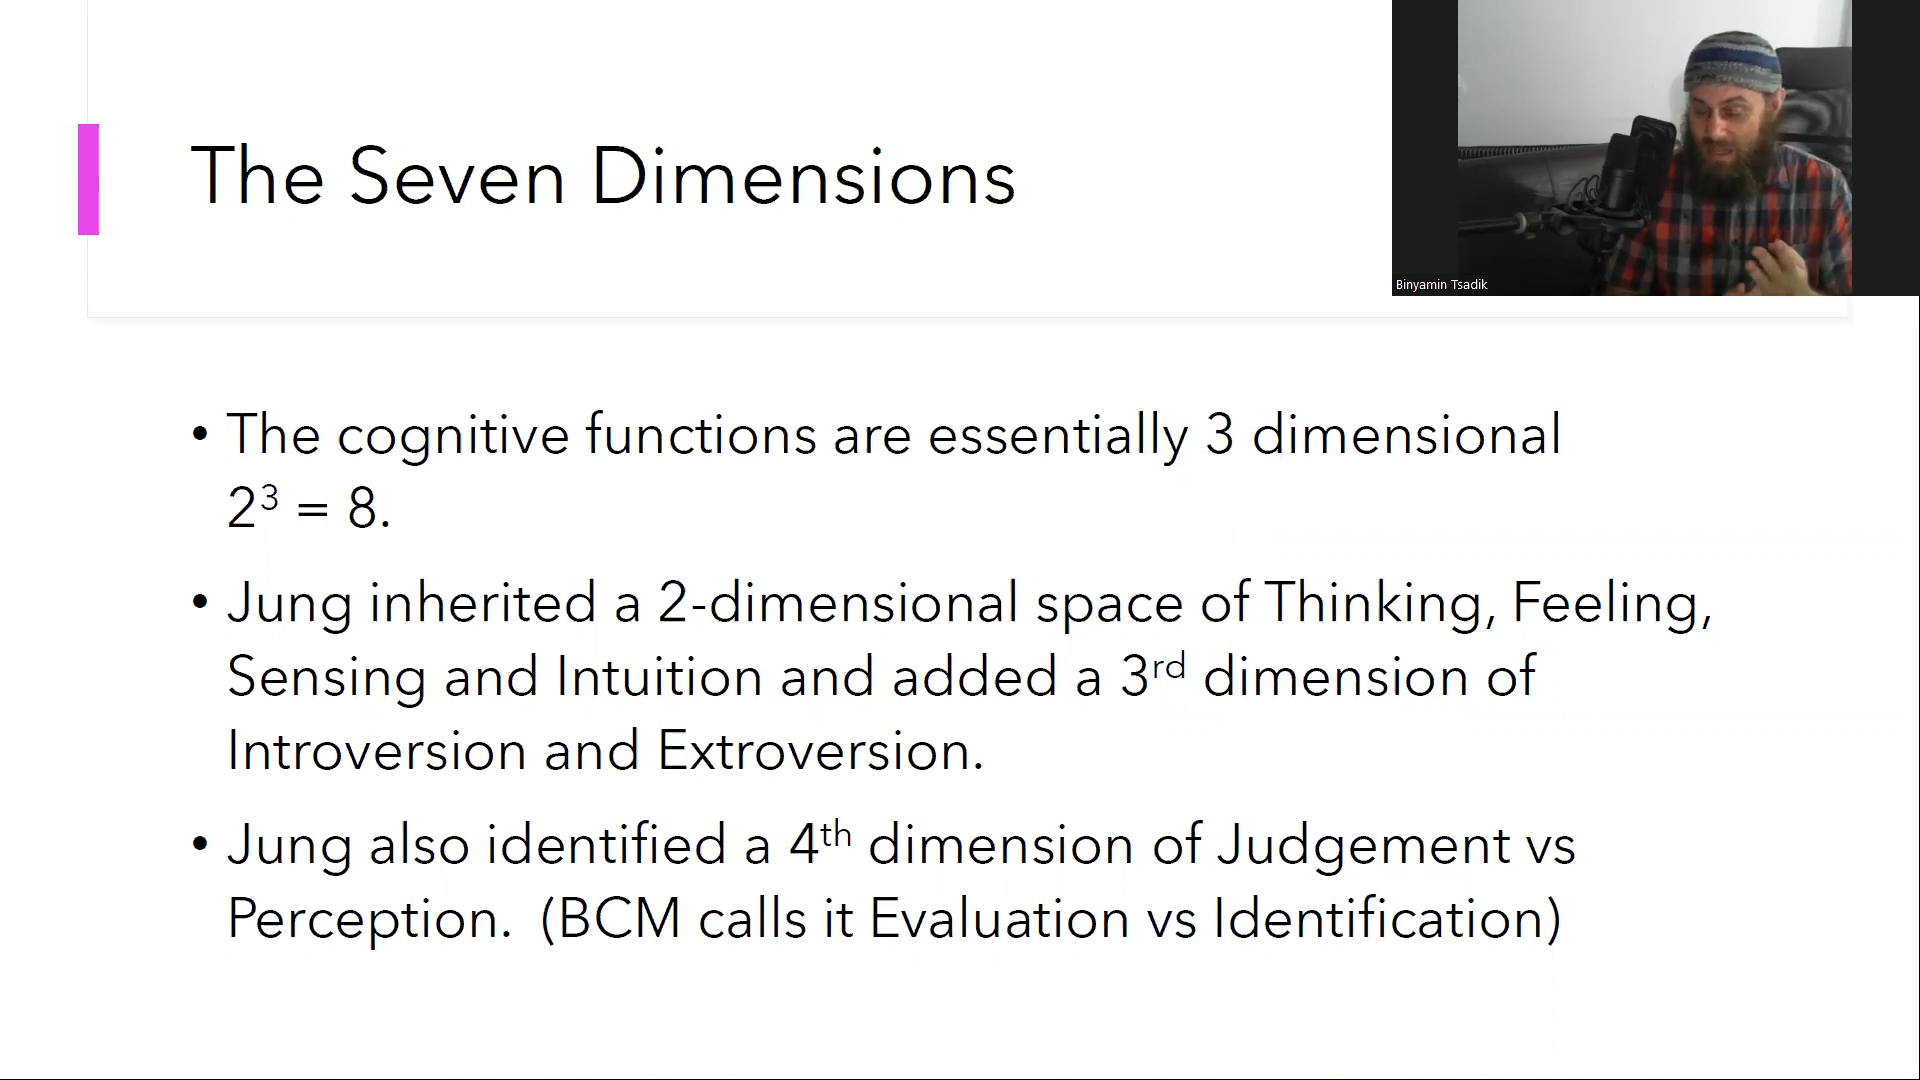 The Seven Dimensions
Binyamin Tsadik
• The cognitive functions are essentially 3 dimensional
2³ = 8.
• Jung inherited a 2-dimensional space of Thinking, Feeling,
Sensing and Intuition and added a 3rd dimension of
Introversion and Extroversion.
• Jung also identified a 4th dimension of Judgement vs
Perception.  (BCM calls it Evaluation vs Identification)